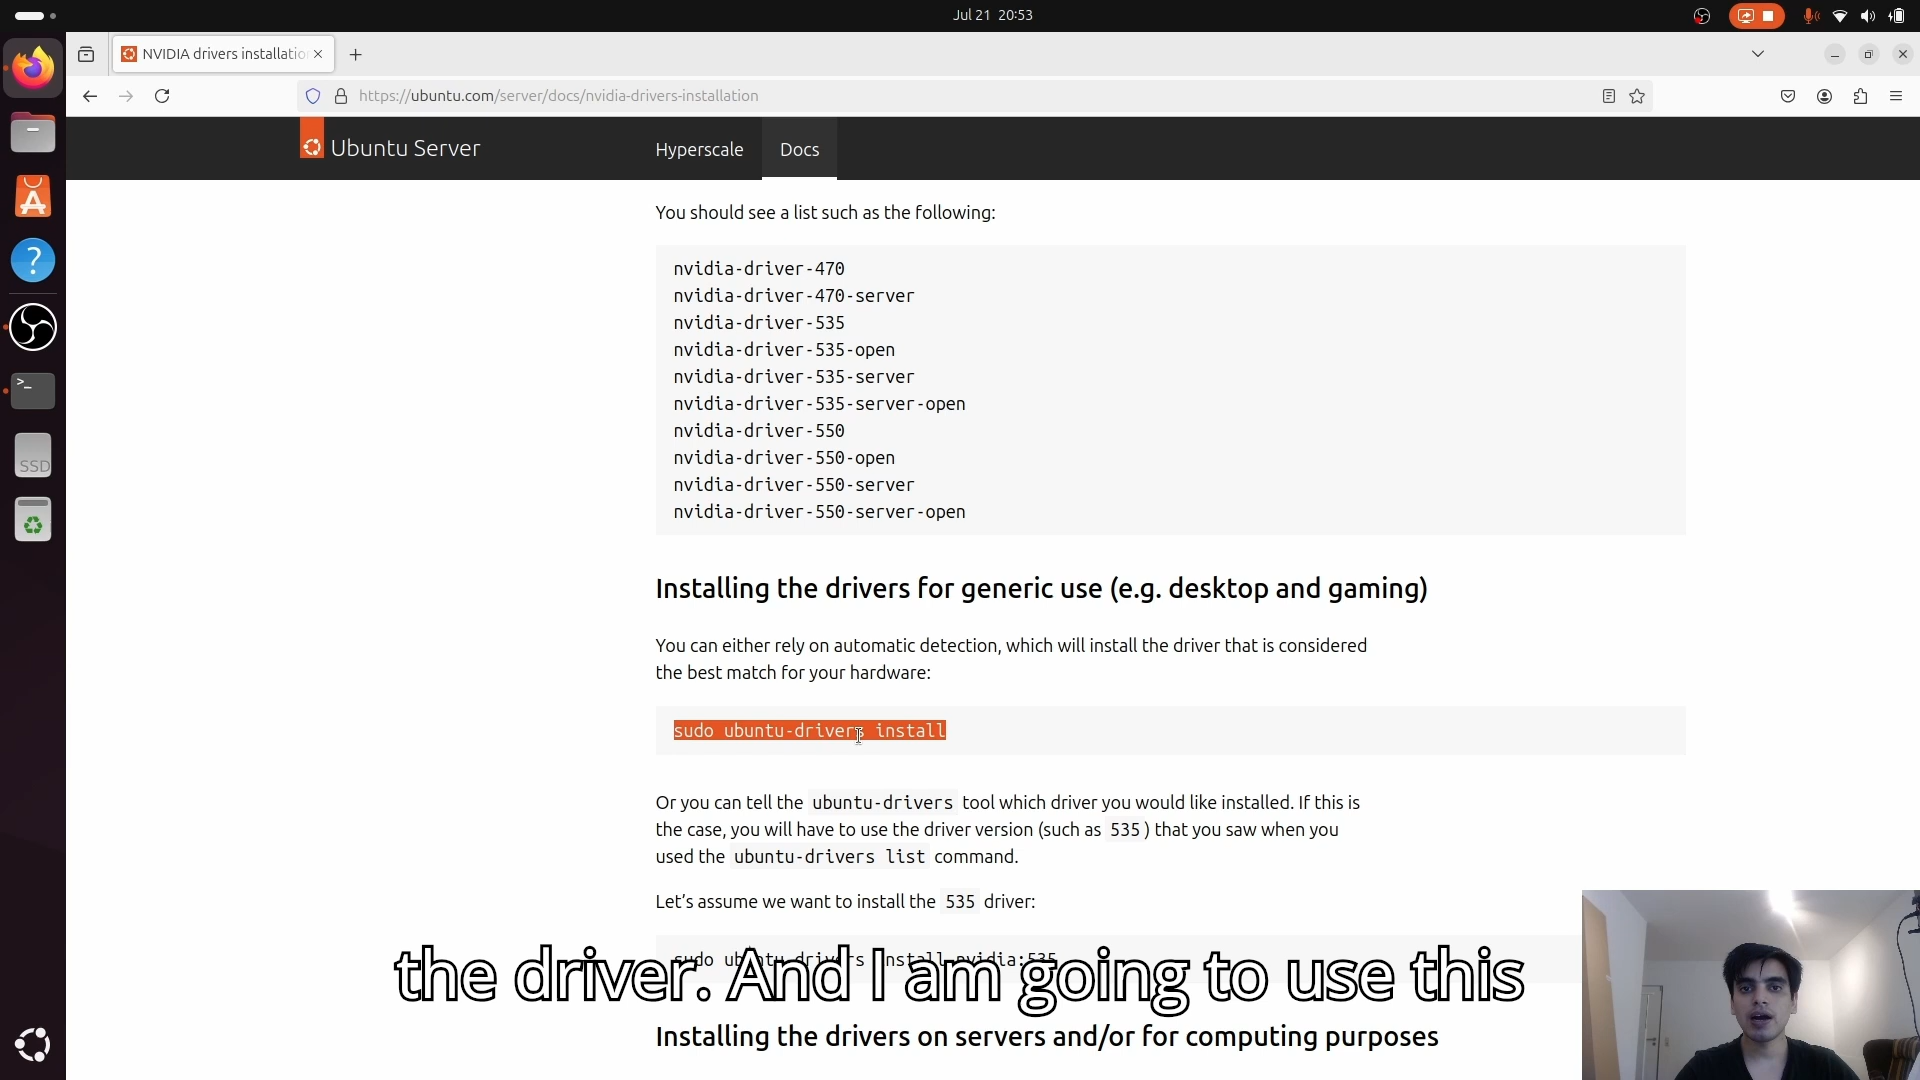 Jul 21 20:53
NVIDIA drivers installatio
https://ubuntu.com/server/docs/nvidia-drivers-installation
Ubuntu Server
Hyperscale
Docs
You should see a list such as the following:
nvidia-driver-470
nvidia-driver-470-server
nvidia-driver-535
nvidia-driver-535-open
nvidia-driver-535-server
nvidia-driver-535-server-open
nvidia-driver-550
nvidia-driver-550-open
nvidia-driver-550-server
nvidia-driver-550-server-open
Installing the drivers for generic use (e.g. desktop and gaming)
You can either rely on automatic detection, which will install the driver that is considered
the best match for your hardware:
sudo ubuntu-drivers install
Or you can tell the ubuntu-drivers tool which driver you would like installed. If this is
the case, you will have to use the driver version (such as 535) that you saw when you
used the ubuntu-drivers list command.
Let's assume we want to install the 535 driver:
sudo ubuntu-drivers install nvidia:535
the driver. And I am going to use this
Installing the drivers on servers and/or for computing purposes
SSD